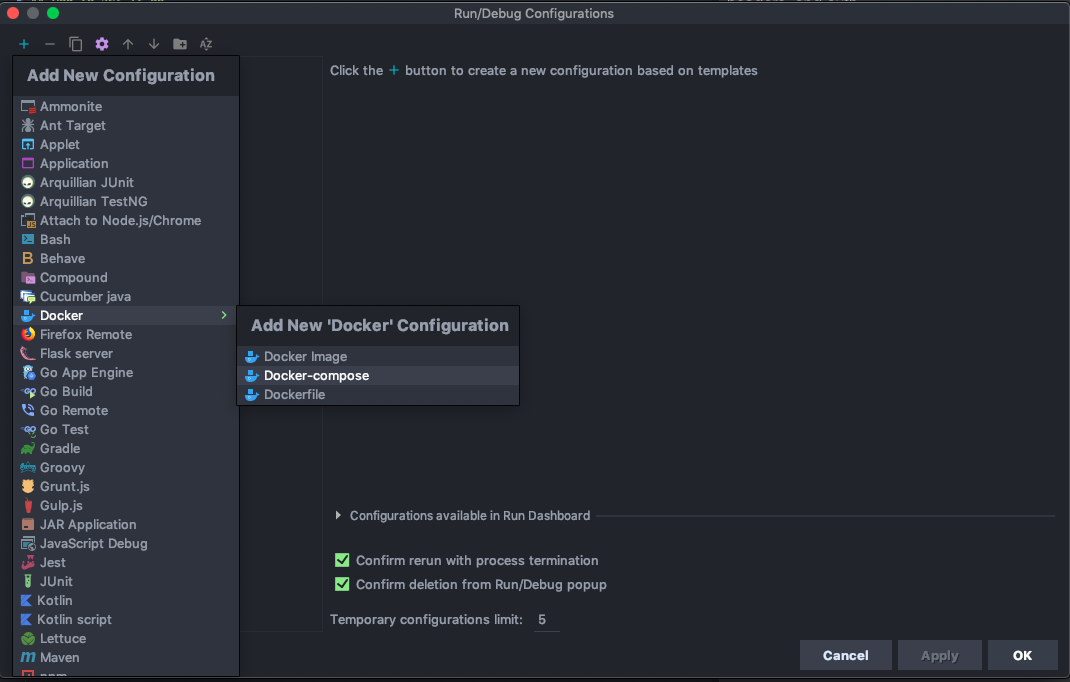 Run/Debug Configurations
Add New Configuration
Click the + button to create a new configuration based on templates
Ammonite
Ant Target
Applet
Application
Arquillian JUnit
Arquillian TestNG
Attach to Node.js/Chrome
Bash
Behave
Compound
Cucumber java
Docker
Firefox Remote
Flask server
Go App Engine
Go Build
Go Remote
Go Test
Gradle
Groovy
Grunt.js
Gulp.js
JAR Application
JavaScript Debug
Jest
JUnit
Kotlin
Kotlin script
Lettuce
Maven
Add New 'Docker' Configuration
Docker Image
Docker-compose
Dockerfile
Configurations available in Run Dashboard
Confirm rerun with process termination
Confirm deletion from Run/Debug popup
Temporary configurations limit: 5
Cancel
Apply
OK